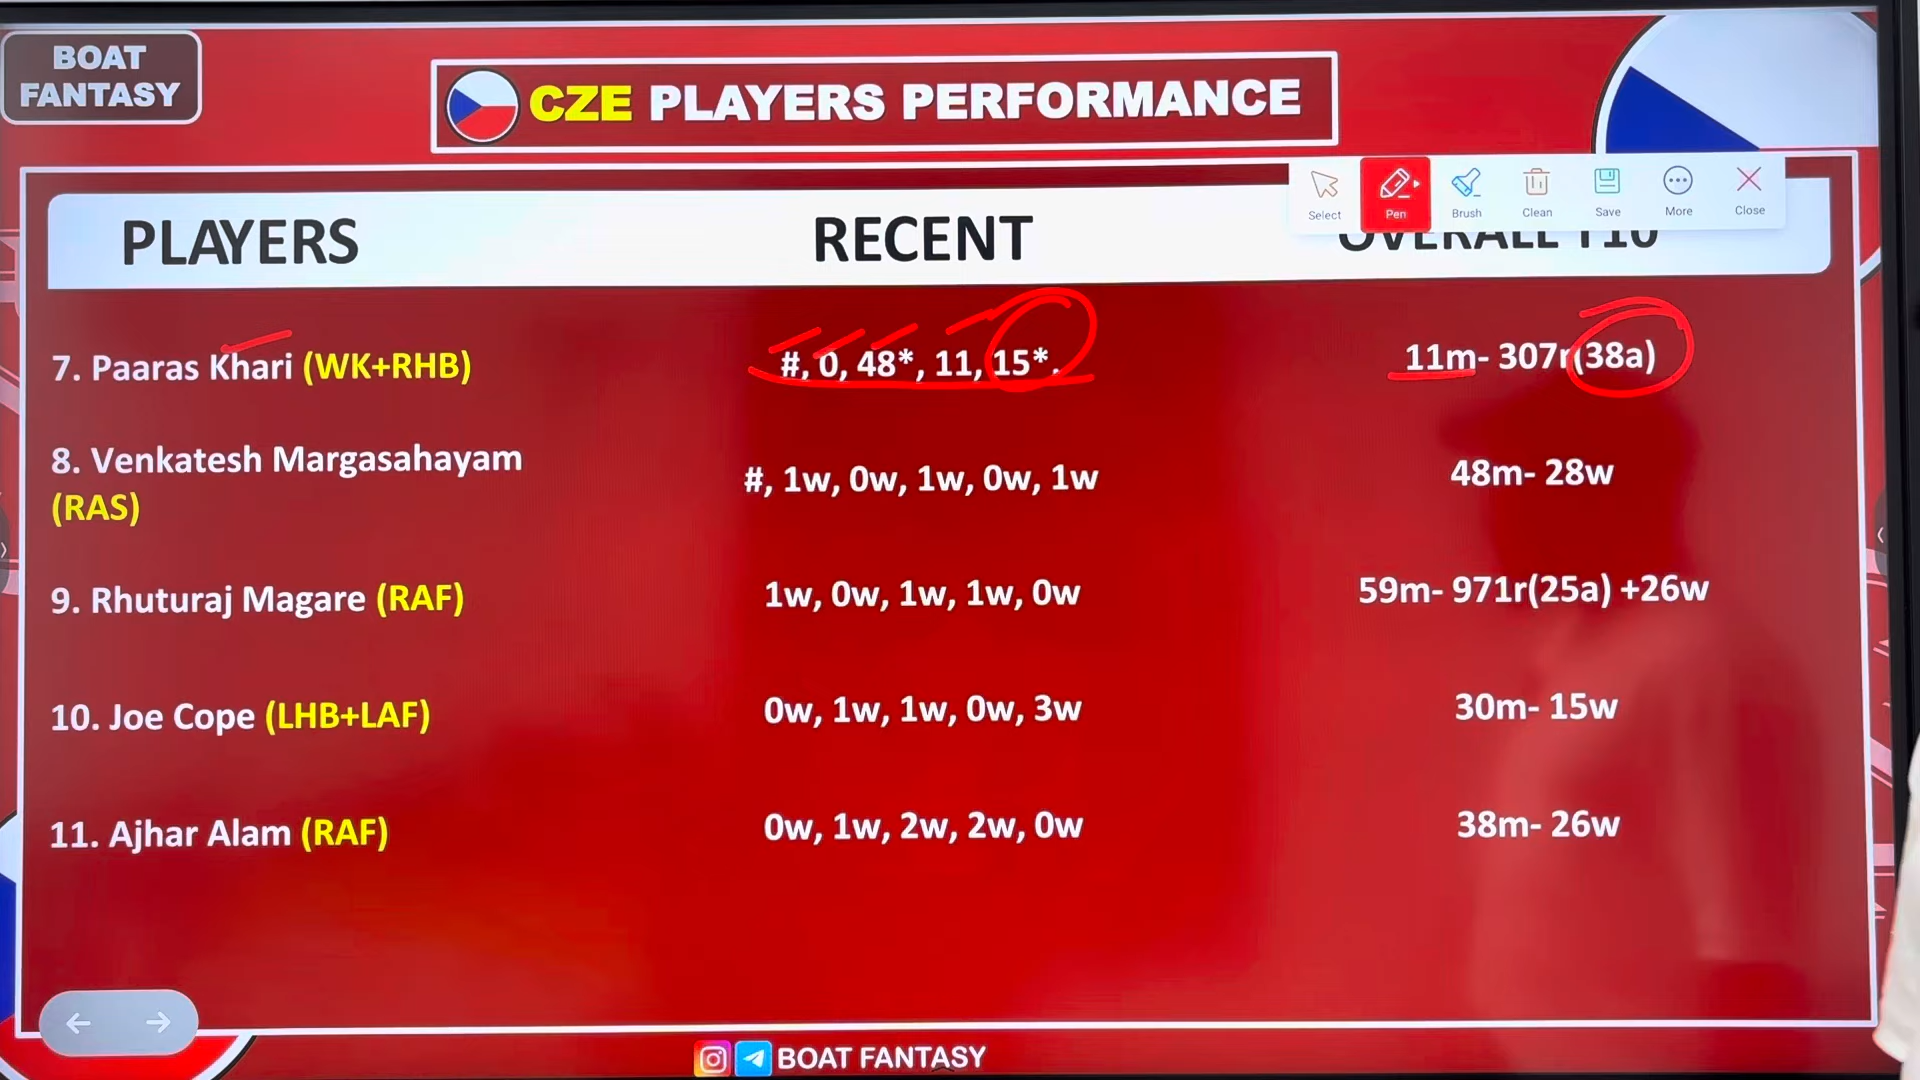 BOAT
FANTASY
CZE PLAYERS PERFORMANCE
Select
Pen
Brush
Clean
Save
More
Close
PLAYERS
RECENT
OVERALL T10
7. Paaras Khari (WK+RHB)
#, 0, 48*, 11, 15*.
11m- 307r(38a)
8. Venkatesh Margasahayam
(RAS)
#, 1w, 0w, 1w, 0w, 1w
48m- 28w
9. Rhuturaj Magare (RAF)
1w, 0w, 1w, 1w, 0w
59m- 971r(25a) +26w
10. Joe Cope (LHB+LAF)
0w, 1w, 1w, 0w, 3w
30m- 15w
11. Ajhar Alam (RAF)
0w, 1w, 2w, 2w, 0w
38m- 26w
BOAT FANTASY